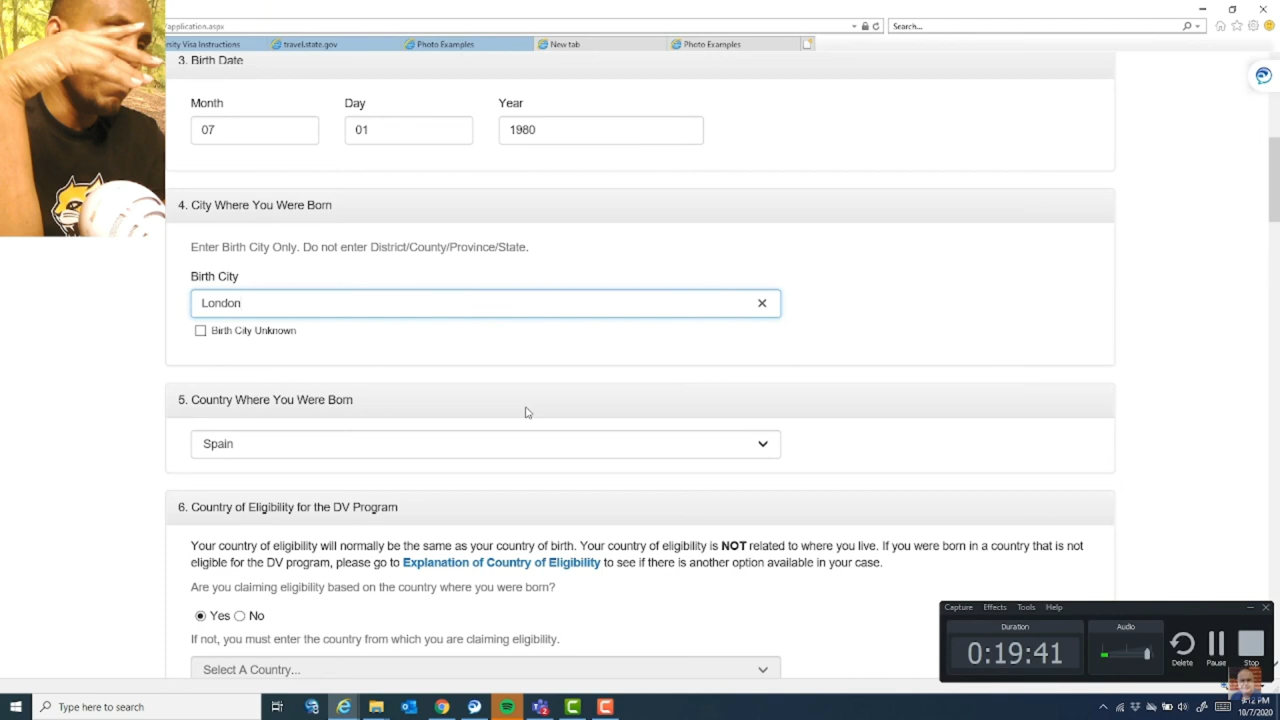 /application.aspx
Search...
sity Visa Instructions
travel.state.gov
Photo Examples
New tab
Photo Examples
3. Birth Date
Month
Day
Year
07
01
1980
4. City Where You Were Born
Enter Birth City Only. Do not enter District/County/Province/State.
Birth City
London
Birth City Unknown
5. Country Where You Were Born
Spain
6. Country of Eligibility for the DV Program
Your country of eligibility will normally be the same as your country of birth. Your country of eligibility is NOT related to where you live. If you were born in a country that is not
eligible for the DV program, please go to Explanation of Country of Eligibility to see if there is another option available in your case.
Are you claiming eligibility based on the country where you were born?
Yes No
If not, you must enter the country from which you are claiming eligibility.
Select A Country...
Capture Effects Tools Help
Duration
Audio
0:19:41
Delete
Pause
Stop
Type here to search
9:12 PM
10/7/2020